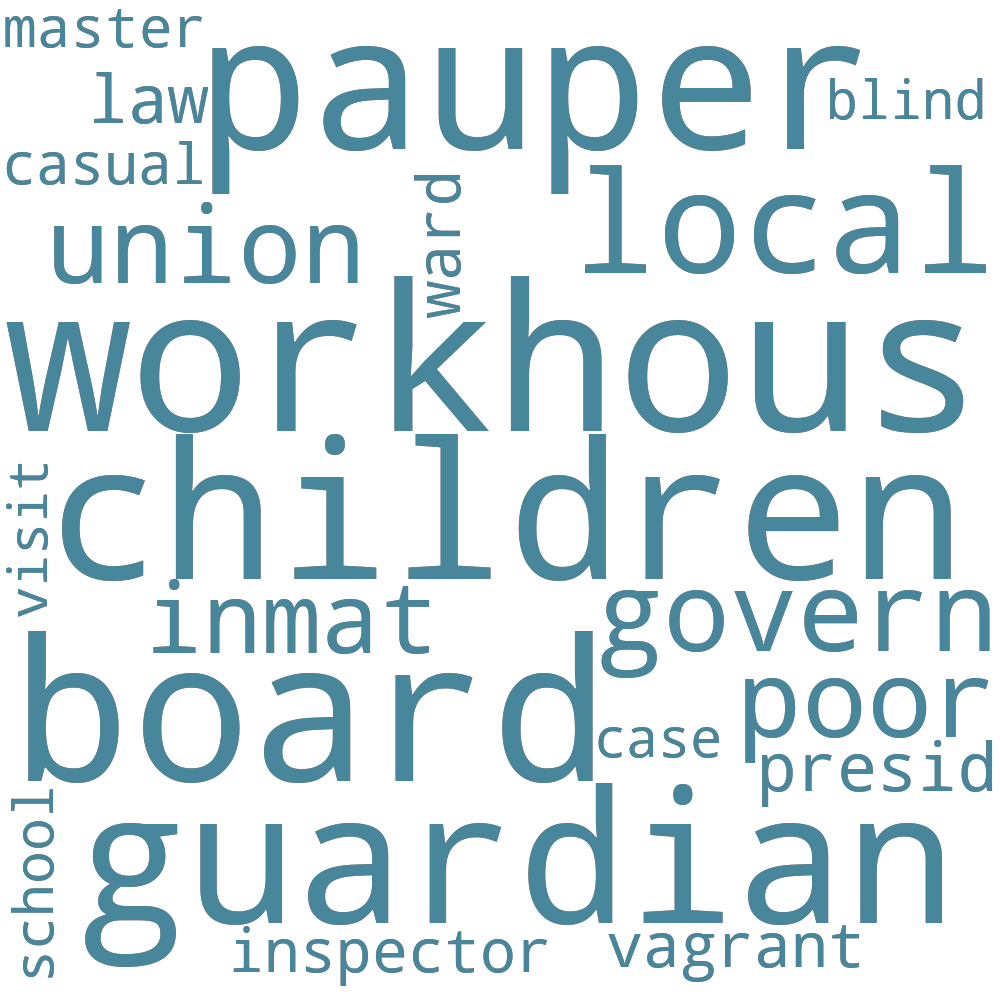 master
pauper
law
blind
casual
ward
local
union
workhous
children
visit
inmat
govern
board
poor
case
presid
school
guardian
inspector
vagrant